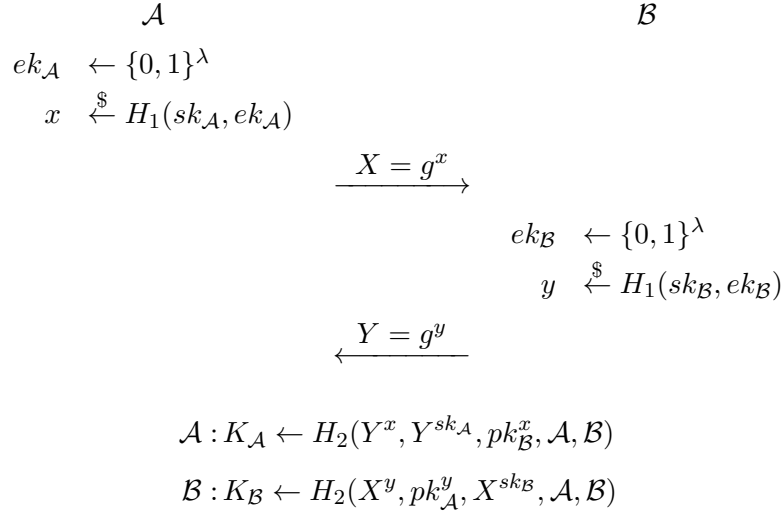 𝒜 ℬ
ek_𝒜 ← {0, 1}^λ
x ←$ H_1(sk_𝒜, ek_𝒜)
X = g^x
ek_ℬ ← {0, 1}^λ
y ←$ H_1(sk_ℬ, ek_ℬ)
Y = g^y
𝒜 : K_𝒜 ← H_2(Y^x, Y^{sk_𝒜}, pk_ℬ^x, 𝒜, ℬ)
ℬ : K_ℬ ← H_2(X^y, pk_𝒜^y, X^{sk_ℬ}, 𝒜, ℬ)